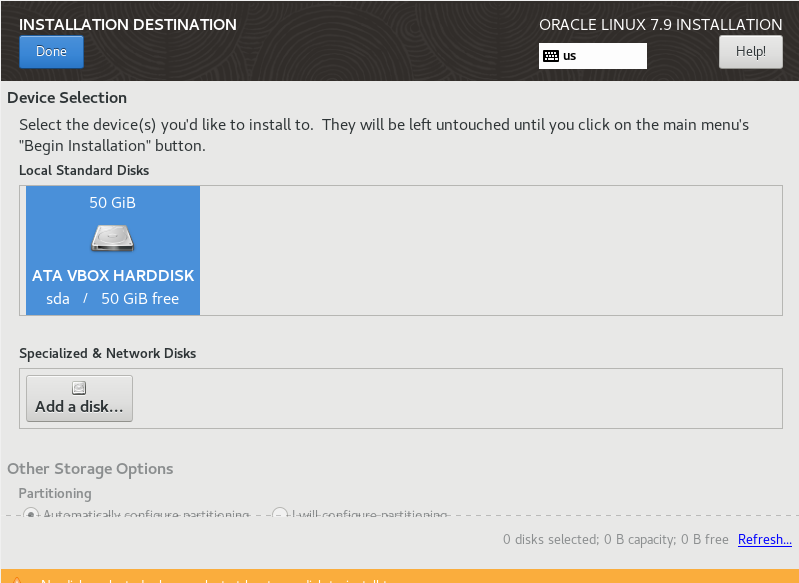 INSTALLATION DESTINATION
ORACLE LINUX 7.9 INSTALLATION
Done
us
Help!
Device Selection
Select the device(s) you'd like to install to.  They will be left untouched until you click on the main menu's
"Begin Installation" button.
Local Standard Disks
50 GiB
ATA VBOX HARDDISK
sda / 50 GiB free
Specialized & Network Disks
Add a disk...
Other Storage Options
Partitioning
Automatically configure partitioning. I will configure partitioning.
0 disks selected; 0 B capacity; 0 B free Refresh...